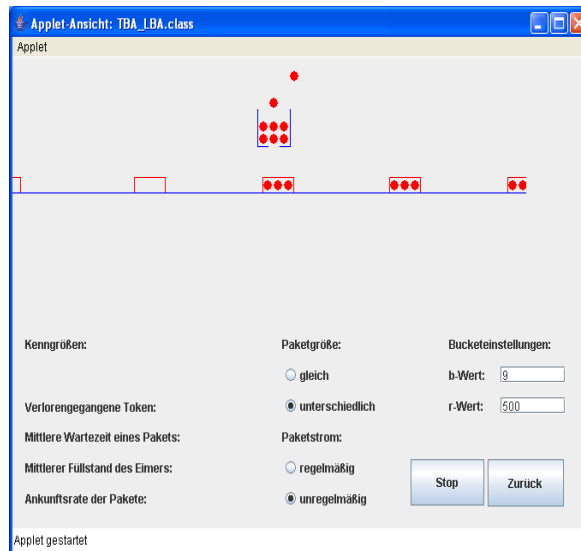 Applet-Ansicht: TBA_LBA.class
Applet
Kenngrößen:
Paketgröße:
Bucketeinstellungen:
gleich
b-Wert: 9
Verlorengegangene Token:
unterschiedlich
r-Wert: 500
Mittlere Wartezeit eines Pakets:
Paketstrom:
Mittlerer Füllstand des Eimers:
regelmäßig
Stop
Zurück
Ankunftsrate der Pakete:
unregelmäßig
Applet gestartet